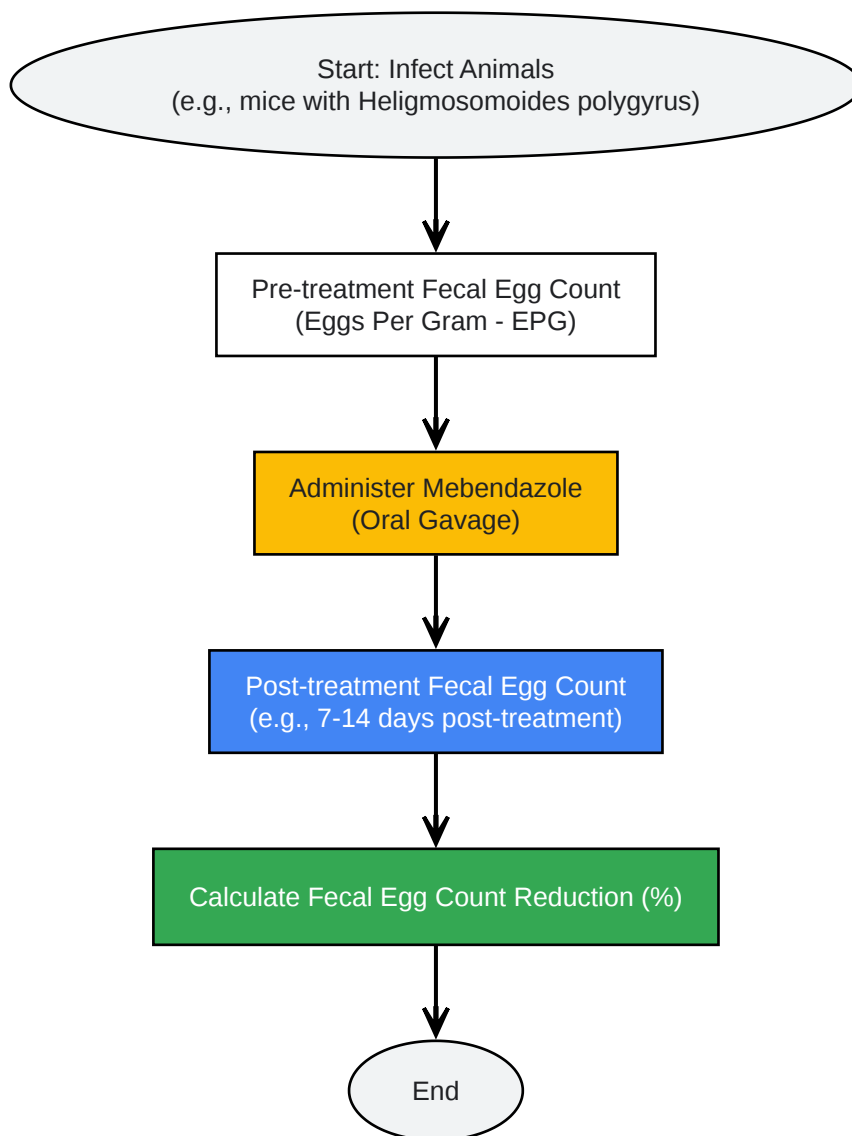 Start: Infect Animals
(e.g., mice with Heligmosomoides polygyrus)
Pre-treatment Fecal Egg Count
(Eggs Per Gram - EPG)
Administer Mebendazole
(Oral Gavage)
Post-treatment Fecal Egg Count
(e.g., 7-14 days post-treatment)
Calculate Fecal Egg Count Reduction (%)
End